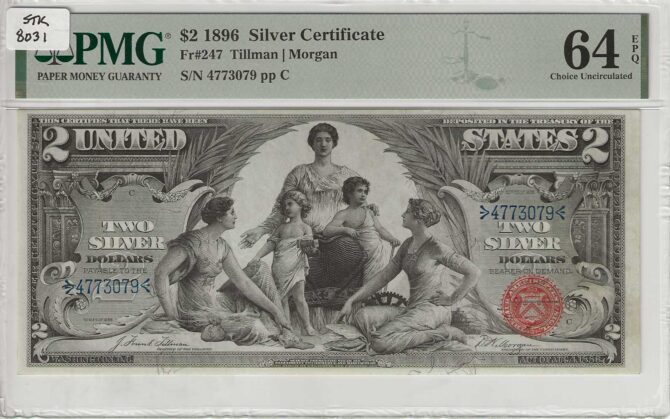 STK
8031
PMG
PAPER MONEY GUARANTY
$2 1896 Silver Certificate
Fr#247 Tillman | Morgan
S/N 4773079 pp C
64
EPQ
Choice Uncirculated
THIS CERTIFIES THAT THERE HAVE BEEN
DEPOSITED IN THE TREASURY OF THE
2 UNITED STATES 2
C
4773079
TWO
SILVER
DOLLARS
PAYABLE TO THE
4773079
TWO
SILVER
DOLLARS
BEARER ON DEMAND
C
2 2
WASHINGTON, D.C.